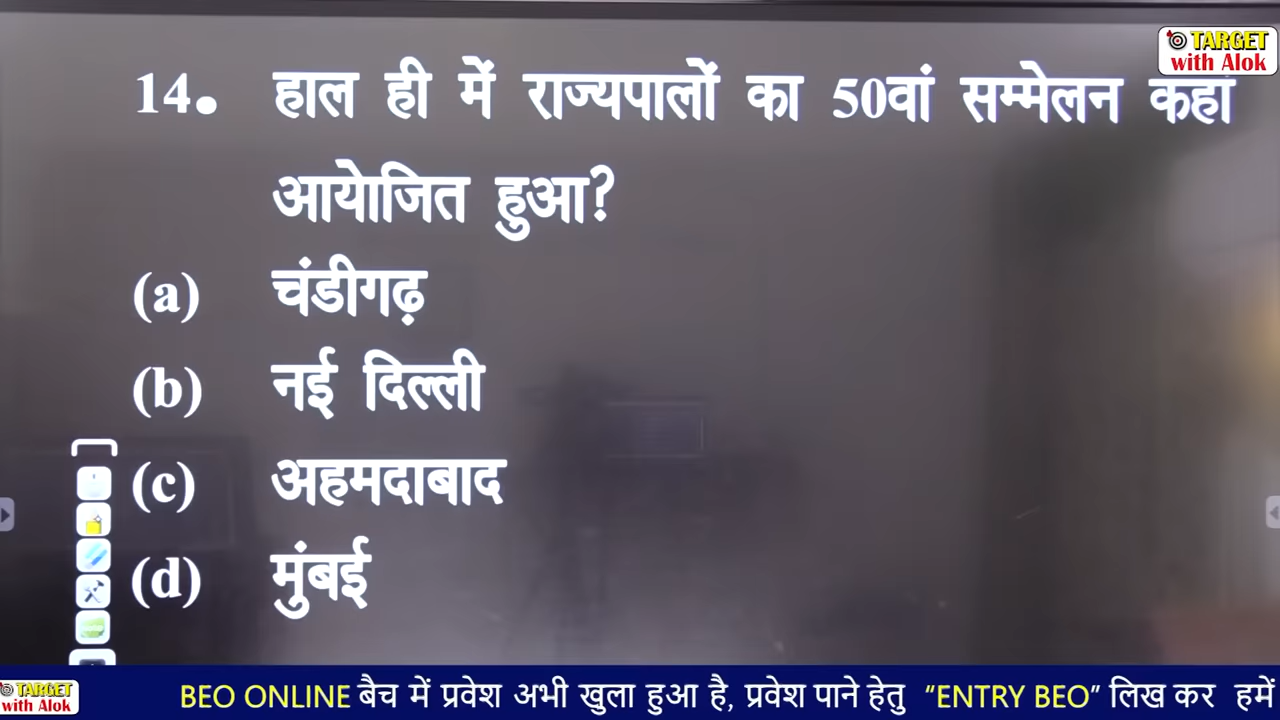 TARGET
with Alok
14. हाल ही में राज्यपालों का 50वां सम्मेलन कहां
आयेाजित हुआ?
(a) चंडीगढ़
(b) नई दिल्ली
(c) अहमदाबाद
(d) मुंबई
TARGET
with Alok
BEO ONLINE बैच में प्रवेश अभी खुला हुआ है, प्रवेश पाने हेतु “ENTRY BEO” लिख कर हमें